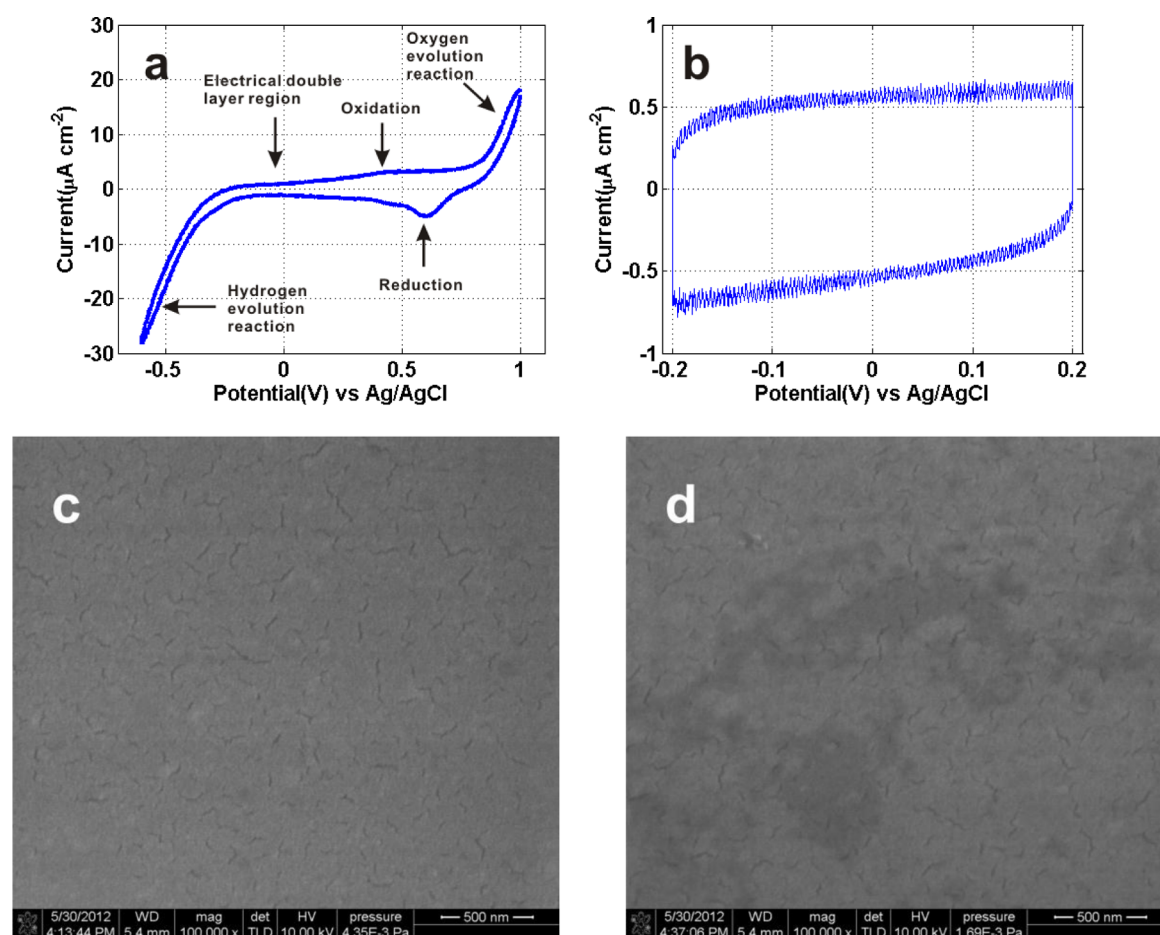 a
30
20
10
0
-10
-20
-30
Current(μA cm-2)
-0.5
0
0.5
1
Potential(V) vs Ag/AgCl
Electrical double
layer region
Oxidation
Oxygen
evolution
reaction
Reduction
Hydrogen
evolution
reaction
b
1
0.5
0
-0.5
-1
Current(μA cm-2)
-0.2
-0.1
0
0.1
0.2
Potential(V) vs Ag/AgCl
c
5/30/2012 WD mag det HV pressure 500 nm
4:13:44 PM 5.4 mm 100,000 x TLD 10.00 kV 4.35E-3 Pa
d
5/30/2012 WD mag det HV pressure 500 nm
4:37:06 PM 5.4 mm 100,000 x TLD 10.00 kV 1.69E-3 Pa